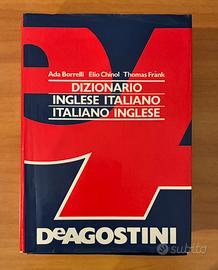 Ada Borrelli Elio Chinol Thomas Frank
DIZIONARIO
INGLESE ITALIANO
ITALIANO INGLESE
DEAGOSTINI
subito